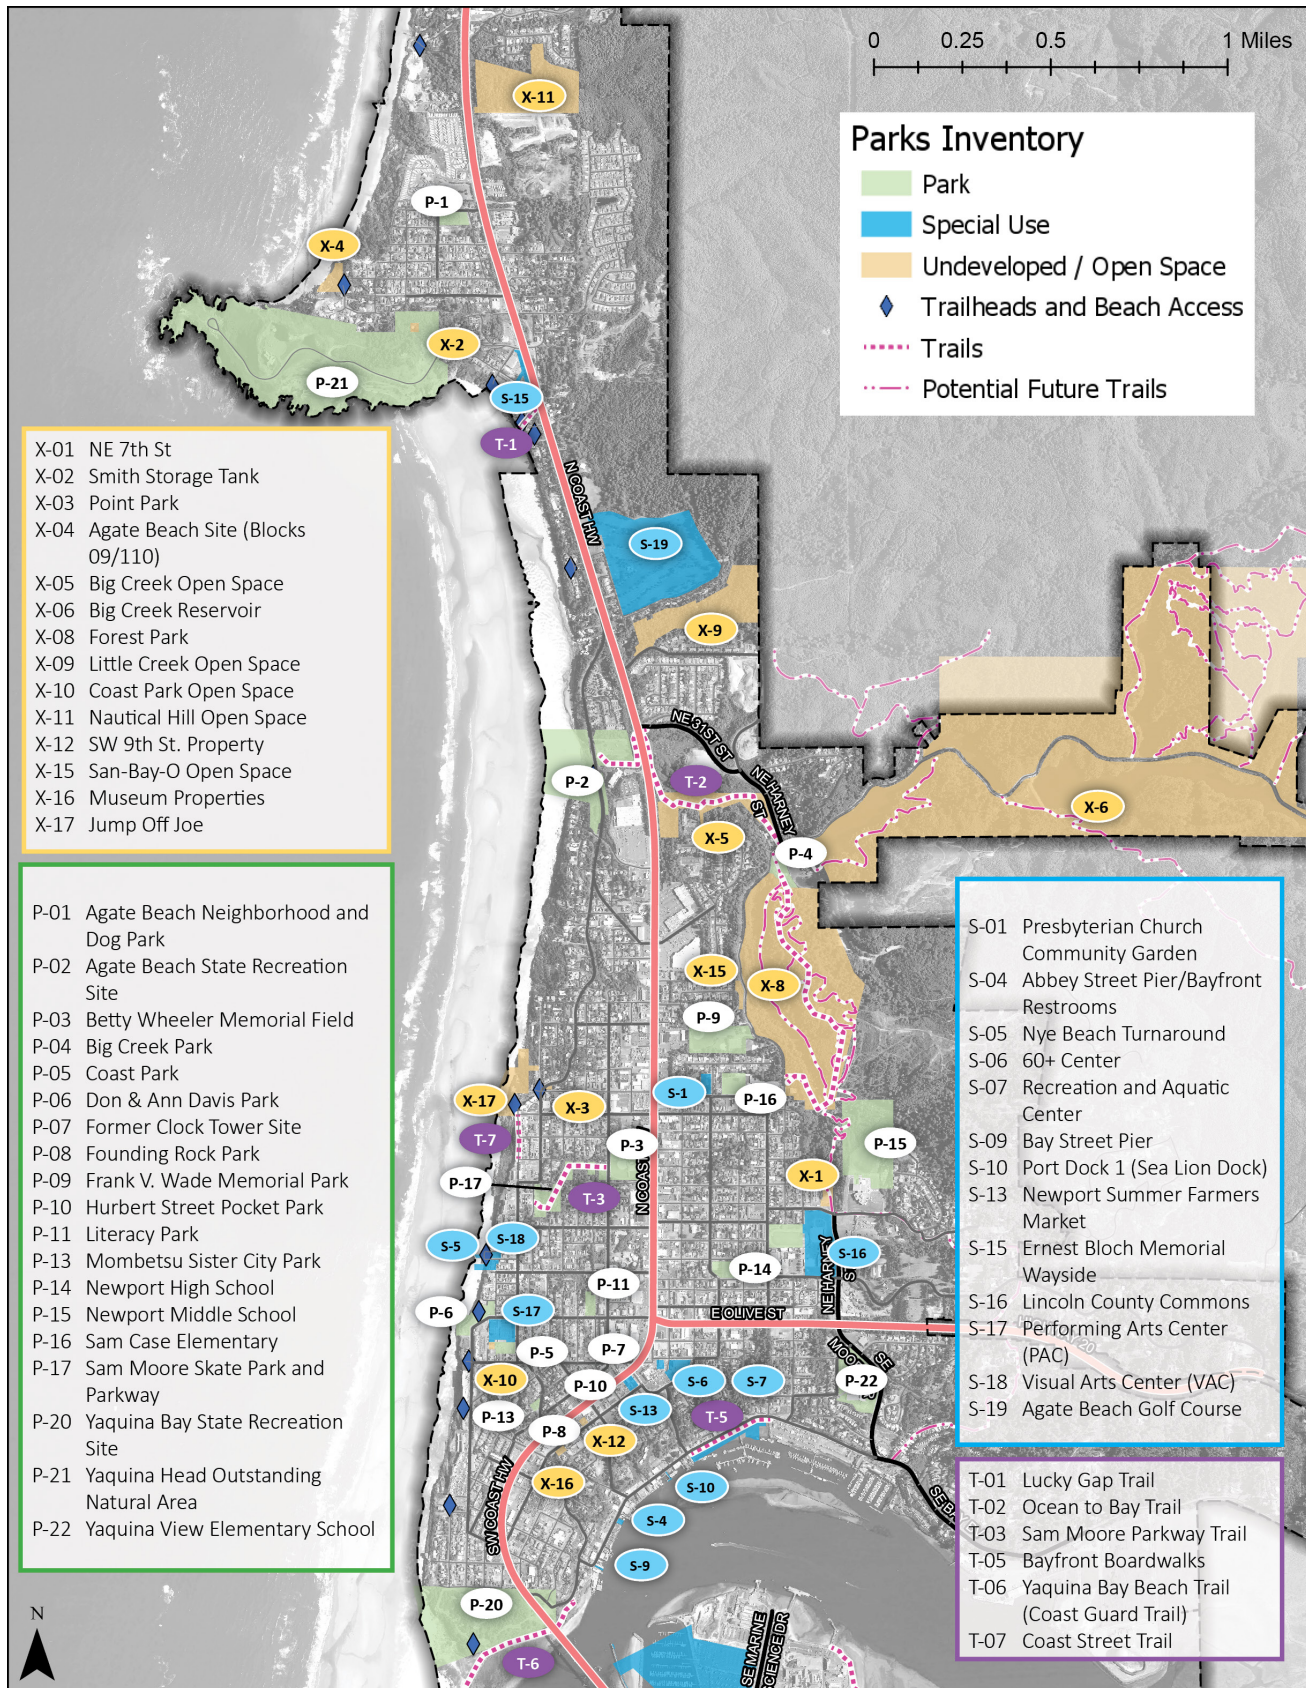 0 0.25 0.5 1 Miles
Parks Inventory
Park
Special Use
Undeveloped / Open Space
Trailheads and Beach Access
Trails
Potential Future Trails
X-11
P-1
X-4
X-2
P-21
S-15
T-1
N COAST HW
S-19
X-9
NE 31ST ST
P-2
T-2
NE HARNEY
ST
X-6
X-5
P-4
X-15
X-8
P-9
X-17
X-3
S-1
P-16
T-7
P-3
P-15
N COAST
P-17
T-3
X-1
S-5
S-18
S-16
NE HARNEY
ST
P-14
P-11
P-6
S-17
E OLIVE ST
P-5
P-7
SE
MOO
X-10
P-10
S-6
S-7
P-22
P-13
S-13
T-5
P-8
X-12
X-16
S-10
SW COAST HW
S-4
SE B
S-9
P-20
T-6
SE MARINE
SCIENCE DR
20
N
X-01 NE 7th St
X-02 Smith Storage Tank
X-03 Point Park
X-04 Agate Beach Site (Blocks
09/110)
X-05 Big Creek Open Space
X-06 Big Creek Reservoir
X-08 Forest Park
X-09 Little Creek Open Space
X-10 Coast Park Open Space
X-11 Nautical Hill Open Space
X-12 SW 9th St. Property
X-15 San-Bay-O Open Space
X-16 Museum Properties
X-17 Jump Off Joe
P-01 Agate Beach Neighborhood and
Dog Park
P-02 Agate Beach State Recreation
Site
P-03 Betty Wheeler Memorial Field
P-04 Big Creek Park
P-05 Coast Park
P-06 Don & Ann Davis Park
P-07 Former Clock Tower Site
P-08 Founding Rock Park
P-09 Frank V. Wade Memorial Park
P-10 Hurbert Street Pocket Park
P-11 Literacy Park
P-13 Mombetsu Sister City Park
P-14 Newport High School
P-15 Newport Middle School
P-16 Sam Case Elementary
P-17 Sam Moore Skate Park and
Parkway
P-20 Yaquina Bay State Recreation
Site
P-21 Yaquina Head Outstanding
Natural Area
P-22 Yaquina View Elementary School
S-01 Presbyterian Church
Community Garden
S-04 Abbey Street Pier/Bayfront
Restrooms
S-05 Nye Beach Turnaround
S-06 60+ Center
S-07 Recreation and Aquatic
Center
S-09 Bay Street Pier
S-10 Port Dock 1 (Sea Lion Dock)
S-13 Newport Summer Farmers
Market
S-15 Ernest Bloch Memorial
Wayside
S-16 Lincoln County Commons
S-17 Performing Arts Center
(PAC)
S-18 Visual Arts Center (VAC)
S-19 Agate Beach Golf Course
T-01 Lucky Gap Trail
T-02 Ocean to Bay Trail
T-03 Sam Moore Parkway Trail
T-05 Bayfront Boardwalks
T-06 Yaquina Bay Beach Trail
(Coast Guard Trail)
T-07 Coast Street Trail